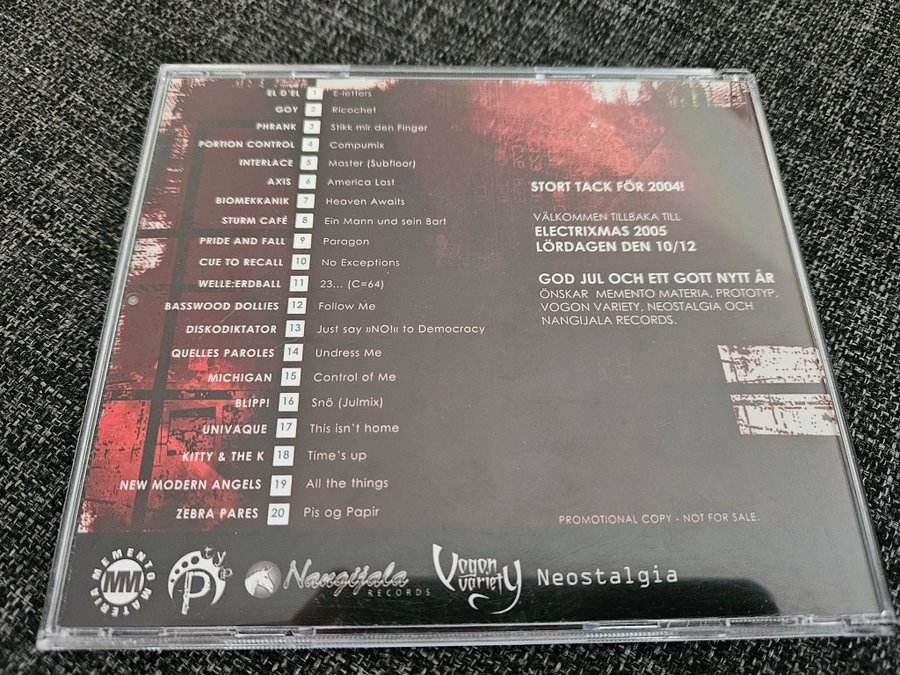 EL D'EL 1 E-letters
GOY 2 Ricochet
PHRANK 3 Stikk mir den Finger
PORTION CONTROL 4 Compumix
INTERLACE 5 Master (Subfloor)
AXIS 6 America Lost
BIOMEKKANIK 7 Heaven Awaits
STURM CAFÉ 8 Ein Mann und sein Bart
PRIDE AND FALL 9 Paragon
CUE TO RECALL 10 No Exceptions
WELLE:ERDBALL 11 23... (C=64)
BASSWOOD DOLLIES 12 Follow Me
DISKODIKTATOR 13 Just say »NO!« to Democracy
QUELLES PAROLES 14 Undress Me
MICHIGAN 15 Control of Me
BLIPP! 16 Snö (Julmix)
UNIVAQUE 17 This isn't home
KITTY & THE K 18 Time's up
NEW MODERN ANGELS 19 All the things
ZEBRA PARES 20 Pis og Papir
STORT TACK FÖR 2004!
VÄLKOMMEN TILLBAKA TILL
ELECTRIXMAS 2005
LÖRDAGEN DEN 10/12
GOD JUL OCH ETT GOTT NYTT ÅR
ÖNSKAR MEMENTO MATERIA, PROTOTYP,
VOGON VARIETY, NEOSTALGIA OCH
NANGIJALA RECORDS.
PROMOTIONAL COPY - NOT FOR SALE.
MEMENTO MATERIA
MM
P ty p
Nangijala
RECORDS
Vogon
variety
Neostalgia